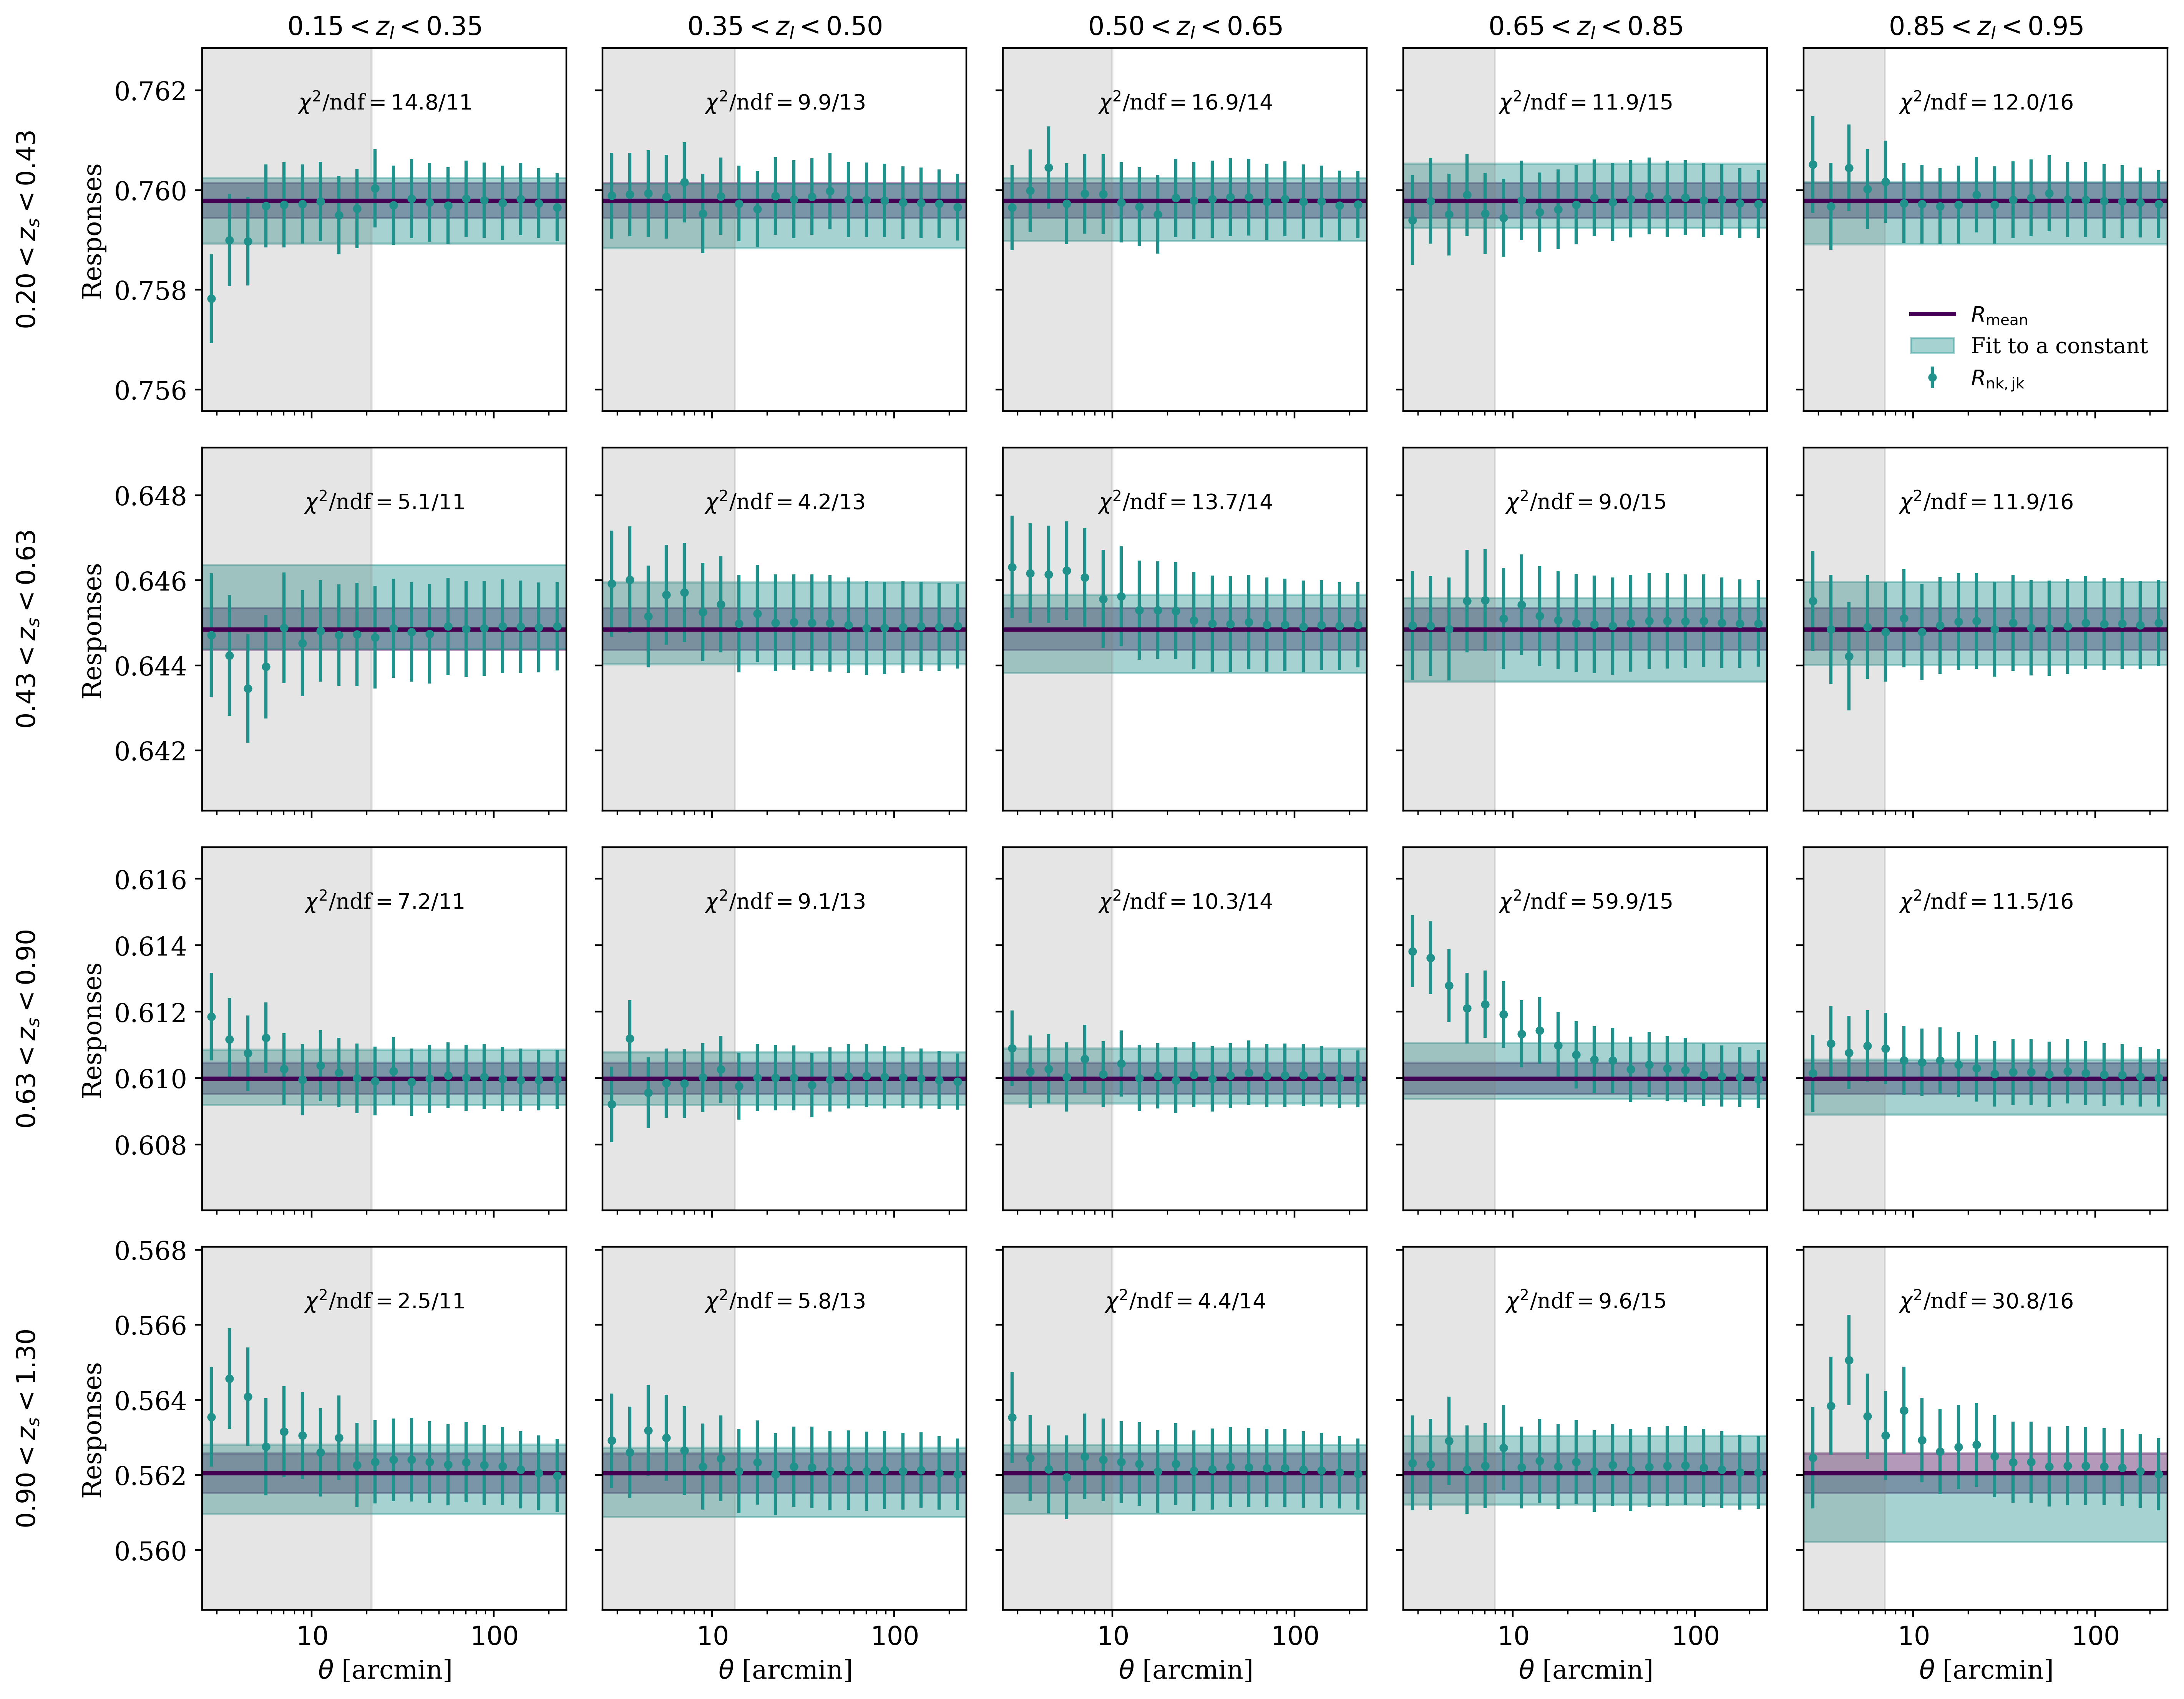 0.15 < z_l < 0.35
0.35 < z_l < 0.50
0.50 < z_l < 0.65
0.65 < z_l < 0.85
0.85 < z_l < 0.95
0.20 < z_s < 0.43
Responses
0.762
0.760
0.758
0.756
χ²/ndf = 14.8/11
χ²/ndf = 9.9/13
χ²/ndf = 16.9/14
χ²/ndf = 11.9/15
χ²/ndf = 12.0/16
R_mean
Fit to a constant
R_nk, jk
0.43 < z_s < 0.63
Responses
0.648
0.646
0.644
0.642
χ²/ndf = 5.1/11
χ²/ndf = 4.2/13
χ²/ndf = 13.7/14
χ²/ndf = 9.0/15
χ²/ndf = 11.9/16
0.63 < z_s < 0.90
Responses
0.616
0.614
0.612
0.610
0.608
χ²/ndf = 7.2/11
χ²/ndf = 9.1/13
χ²/ndf = 10.3/14
χ²/ndf = 59.9/15
χ²/ndf = 11.5/16
0.90 < z_s < 1.30
Responses
0.568
0.566
0.564
0.562
0.560
χ²/ndf = 2.5/11
χ²/ndf = 5.8/13
χ²/ndf = 4.4/14
χ²/ndf = 9.6/15
χ²/ndf = 30.8/16
10 100
10 100
10 100
10 100
10 100
θ [arcmin]
θ [arcmin]
θ [arcmin]
θ [arcmin]
θ [arcmin]